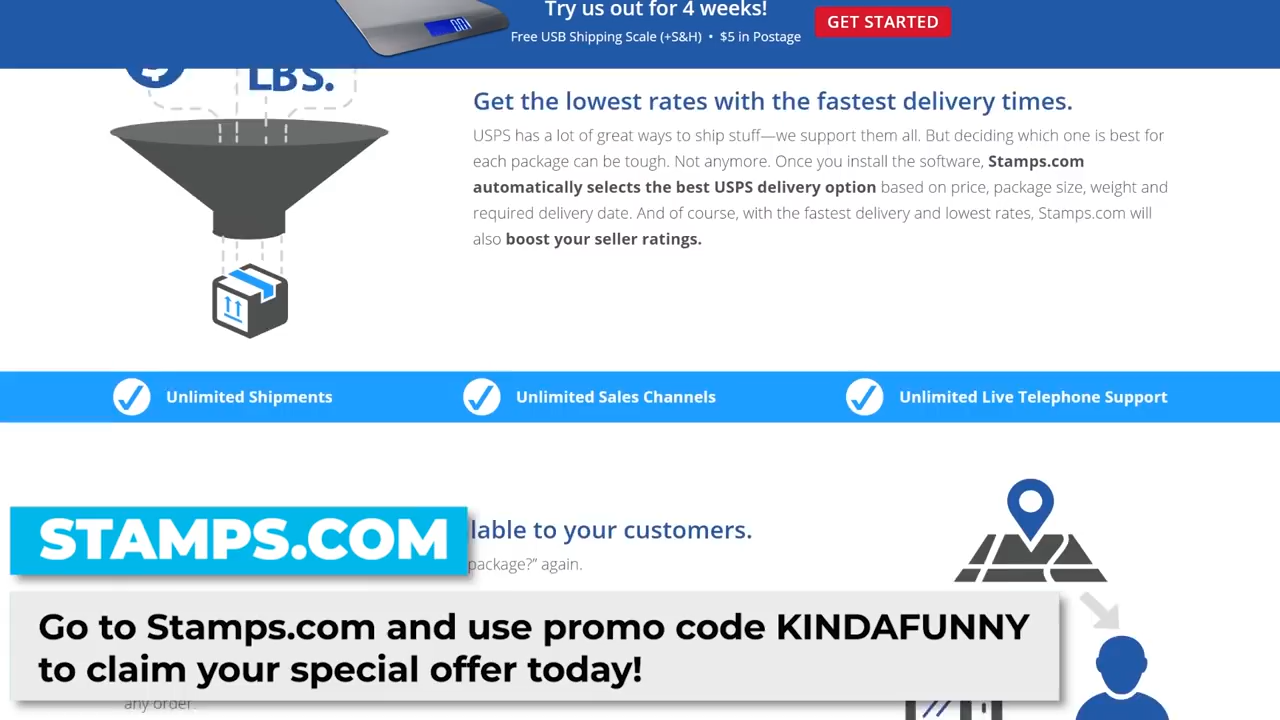 Try us out for 4 weeks!
Free USB Shipping Scale (+S&H) • $5 in Postage
GET STARTED
LBS.
Get the lowest rates with the fastest delivery times.
USPS has a lot of great ways to ship stuff—we support them all. But deciding which one is best for
each package can be tough. Not anymore. Once you install the software, Stamps.com
automatically selects the best USPS delivery option based on price, package size, weight and
required delivery date. And of course, with the fastest delivery and lowest rates, Stamps.com will
also boost your seller ratings.
Unlimited Shipments
Unlimited Sales Channels
Unlimited Live Telephone Support
to your customers.
package?” again.
STAMPS.COM
Go to Stamps.com and use promo code KINDAFUNNY
to claim your special offer today!
any order.